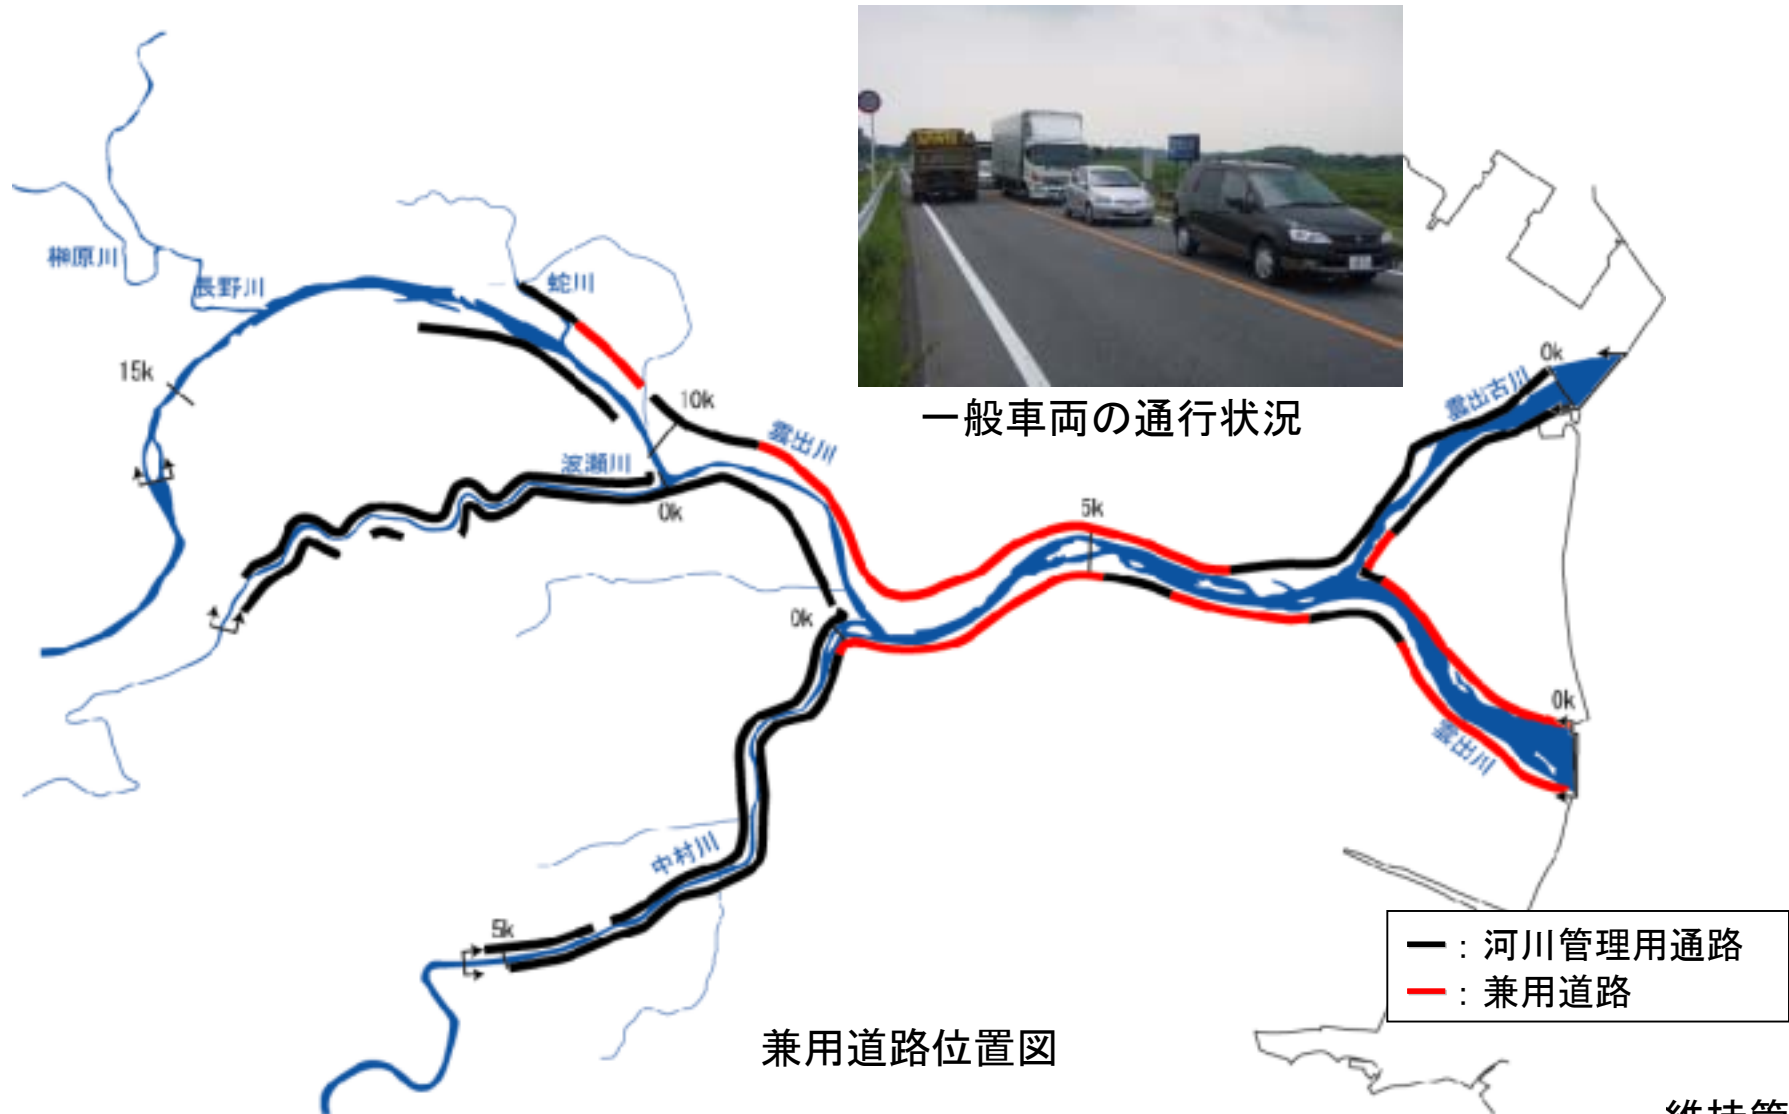 榊原川
長野川
蛇川
15k
10k
雲出川
波瀬川
0k
一般車両の通行状況
0k
雲出古川
5k
0k
0k
雲出川
中村川
5k
兼用道路位置図
：河川管理用通路
：兼用道路